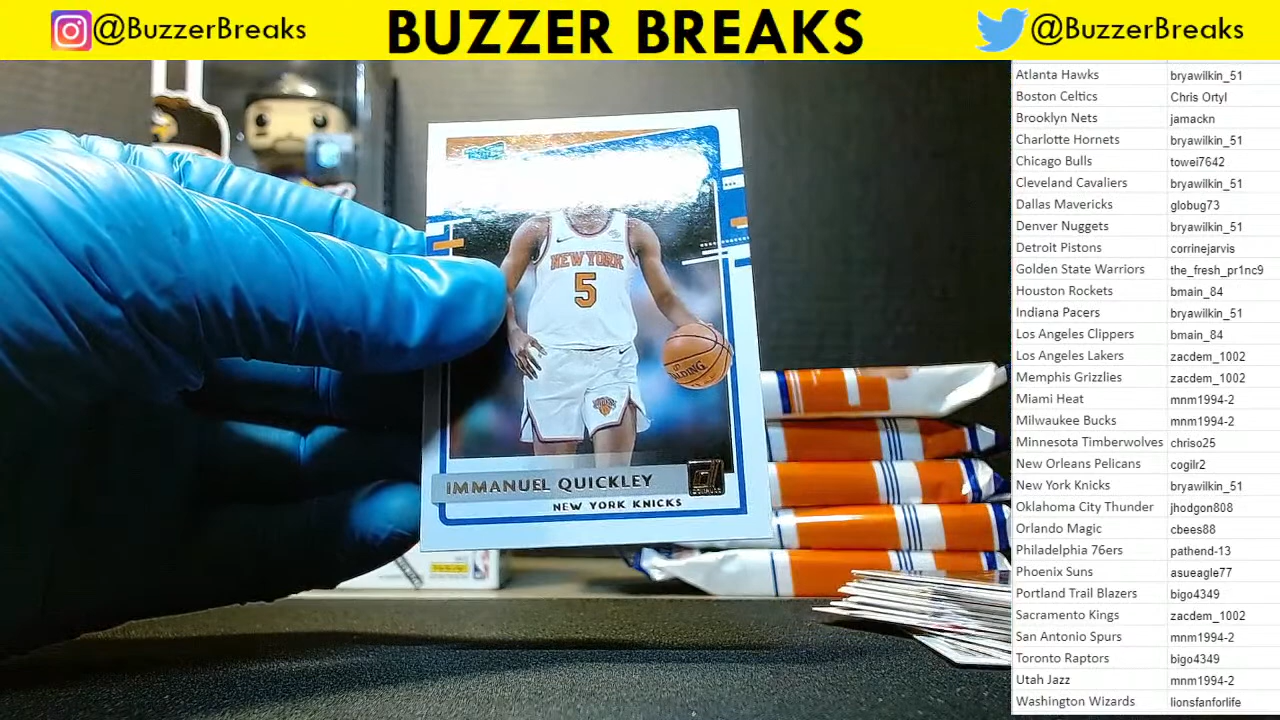 @BuzzerBreaks
BUZZER BREAKS
@BuzzerBreaks
NEW YORK
5
SPALDING
IMMANUEL QUICKLEY
NEW YORK KNICKS
Atlanta Hawks bryawilkin_51
Boston Celtics Chris Ortyl
Brooklyn Nets jamackn
Charlotte Hornets bryawilkin_51
Chicago Bulls towei7642
Cleveland Cavaliers bryawilkin_51
Dallas Mavericks globug73
Denver Nuggets bryawilkin_51
Detroit Pistons corrinejarvis
Golden State Warriors the_fresh_pr1nc9
Houston Rockets bmain_84
Indiana Pacers bryawilkin_51
Los Angeles Clippers bmain_84
Los Angeles Lakers zacdem_1002
Memphis Grizzlies zacdem_1002
Miami Heat mnm1994-2
Milwaukee Bucks mnm1994-2
Minnesota Timberwolves chriso25
New Orleans Pelicans cogilr2
New York Knicks bryawilkin_51
Oklahoma City Thunder jhodgon808
Orlando Magic cbees88
Philadelphia 76ers pathend-13
Phoenix Suns asueagle77
Portland Trail Blazers bigo4349
Sacramento Kings zacdem_1002
San Antonio Spurs mnm1994-2
Toronto Raptors bigo4349
Utah Jazz mnm1994-2
Washington Wizards lionsfanforlife